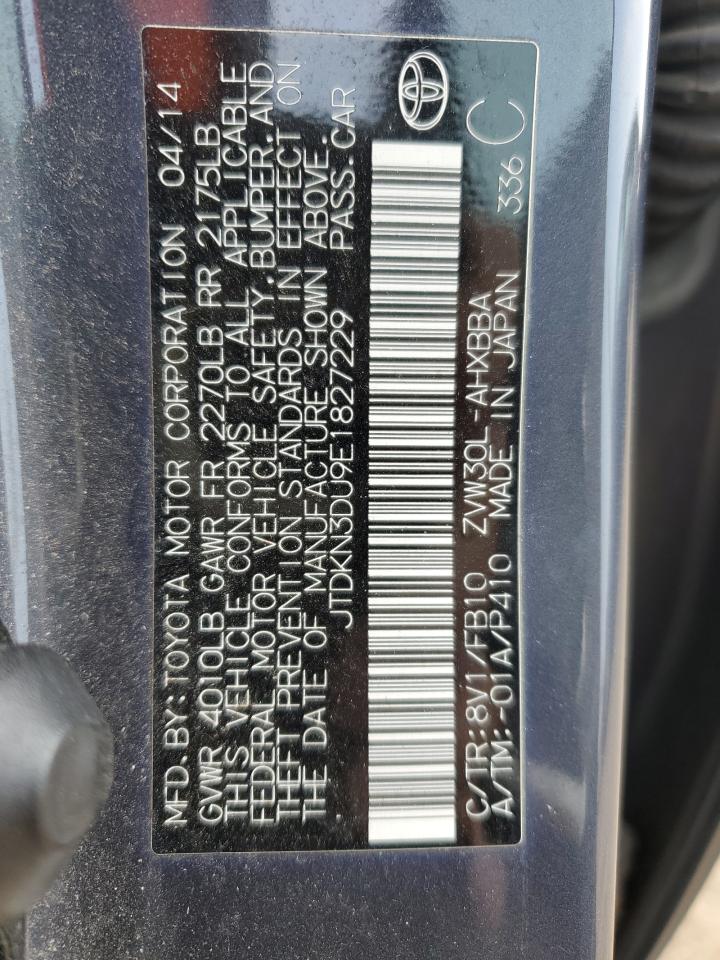 MFD. BY: TOYOTA MOTOR CORPORATION 04/14
GVWR 4010LB GAWR FR 2270LB RR 2175LB
THIS VEHICLE CONFORMS TO ALL APPLICABLE
FEDERAL MOTOR VEHICLE SAFETY, BUMPER, AND
THEFT PREVENTION STANDARDS IN EFFECT ON
THE DATE OF MANUFACTURE SHOWN ABOVE.
JTDKN3DU9E1827229 PASS. CAR
C/TR: 8V1/FB10 ZVW30L-AHXBBA
A/TM: -01A/P410 MADE IN JAPAN
336 C